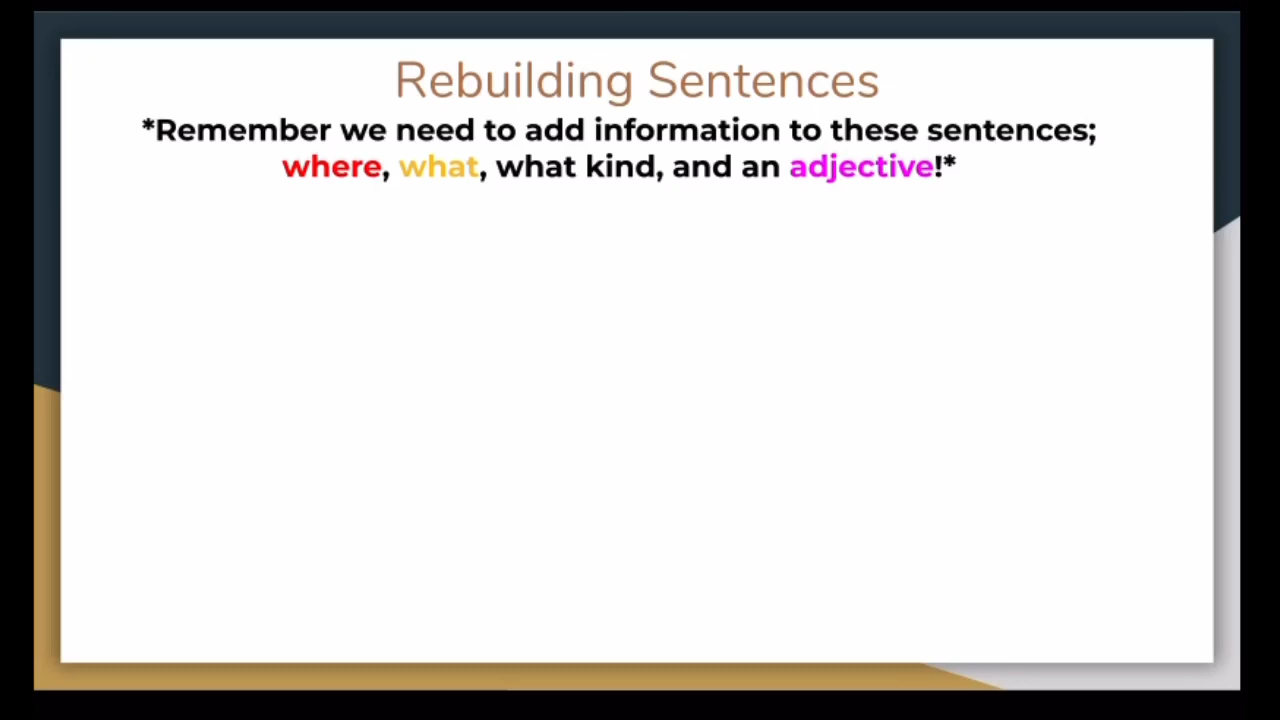 Rebuilding Sentences
*Remember we need to add information to these sentences;
where, what, what kind, and an adjective!*